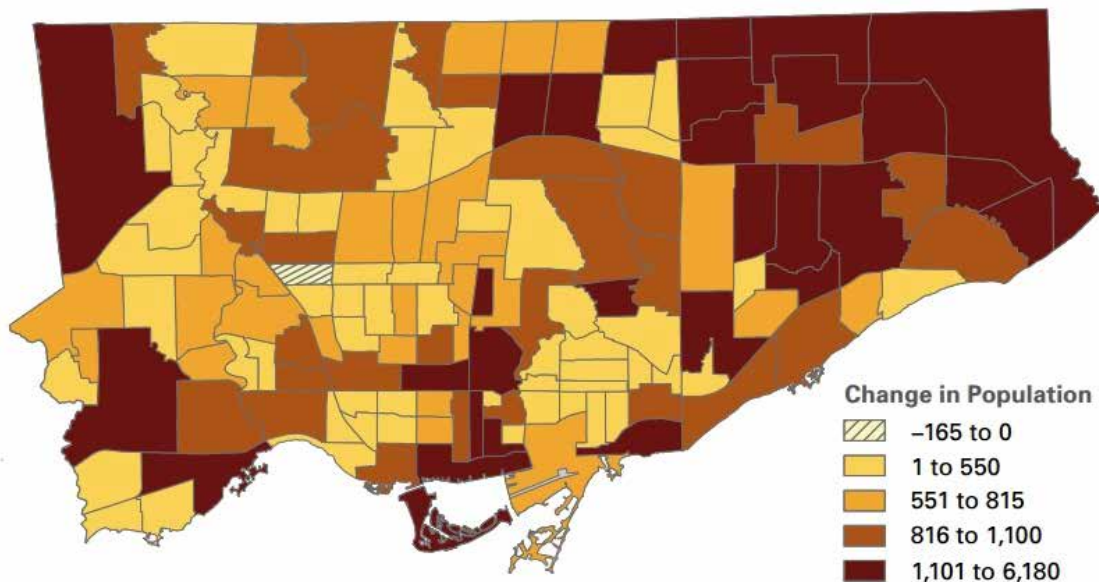 Change in Population
–165 to 0
1 to 550
551 to 815
816 to 1,100
1,101 to 6,180